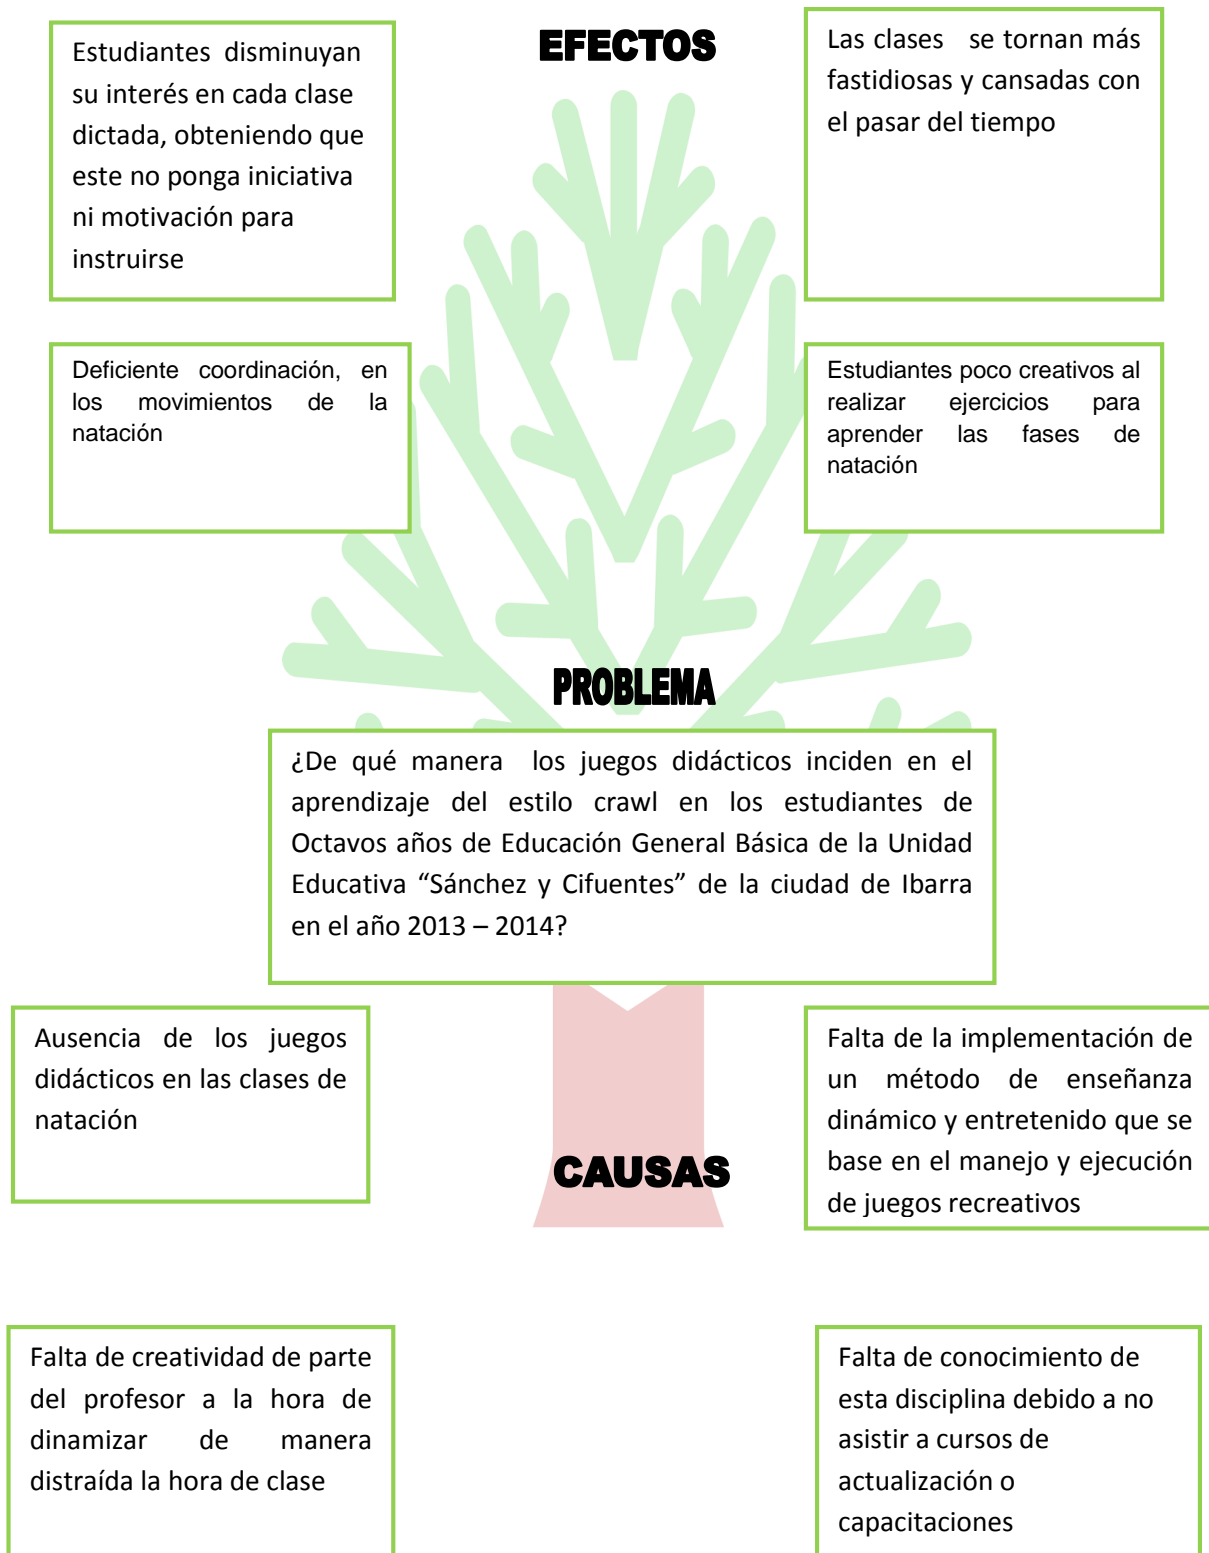 EFECTOS
Estudiantes disminuyan
su interés en cada clase
dictada, obteniendo que
este no ponga iniciativa
ni motivación para
instruirse
Las clases se tornan más
fastidiosas y cansadas con
el pasar del tiempo
Deficiente coordinación, en
los movimientos de la
natación
Estudiantes poco creativos al
realizar ejercicios para
aprender las fases de
natación
PROBLEMA
¿De qué manera los juegos didácticos inciden en el
aprendizaje del estilo crawl en los estudiantes de
Octavos años de Educación General Básica de la Unidad
Educativa “Sánchez y Cifuentes” de la ciudad de Ibarra
en el año 2013 – 2014?
Ausencia de los juegos
didácticos en las clases de
natación
Falta de la implementación de
un método de enseñanza
dinámico y entretenido que se
base en el manejo y ejecución
de juegos recreativos
CAUSAS
Falta de creatividad de parte
del profesor a la hora de
dinamizar de manera
distraída la hora de clase
Falta de conocimiento de
esta disciplina debido a no
asistir a cursos de
actualización o
capacitaciones